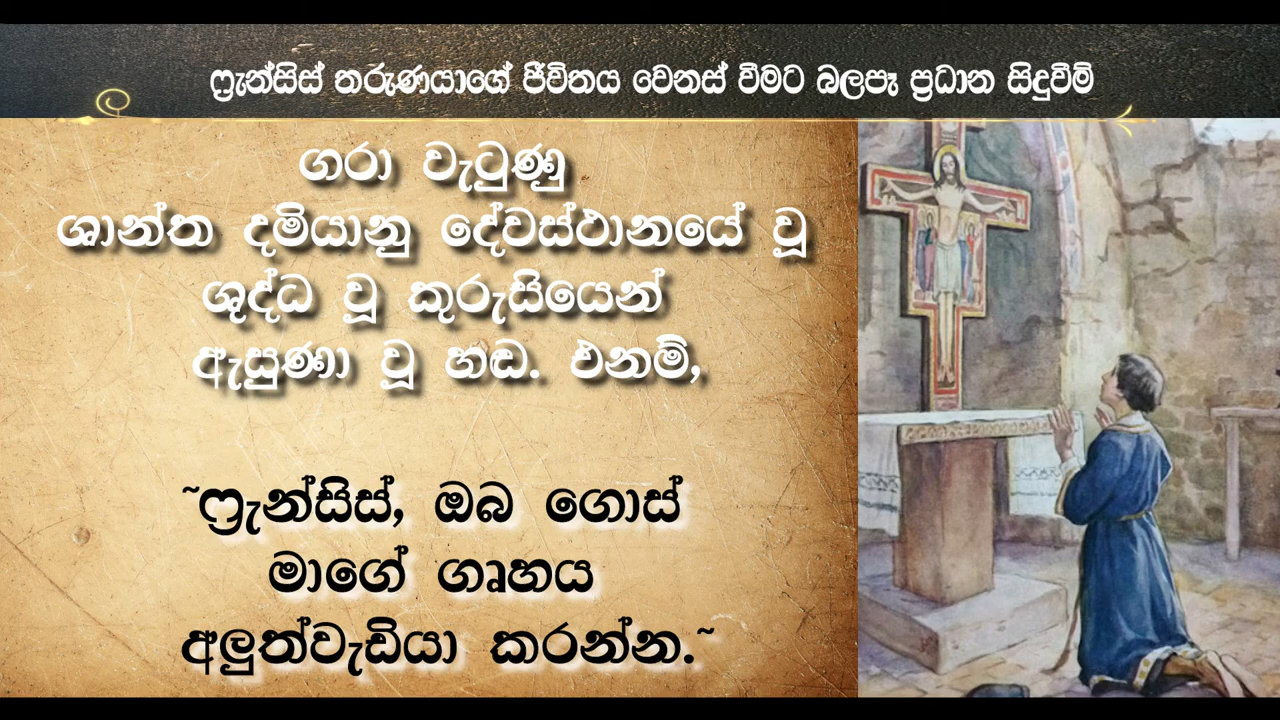 ෆ්‍රැන්සිස් තරුණයාගේ ජීවිතය වෙනස් වීමට බලපෑ ප්‍රධාන සිදුවීම්
ගරා වැටුණු
ශාන්ත දමියානු දේවස්ථානයේ වූ
ශුද්ධ වූ කුරුසියෙන්
ඇසුණා වූ හඬ. එනම්,
~ෆ්‍රැන්සිස්, ඔබ ගොස්
මාගේ ගෘහය
අලුත්වැඩියා කරන්න.~